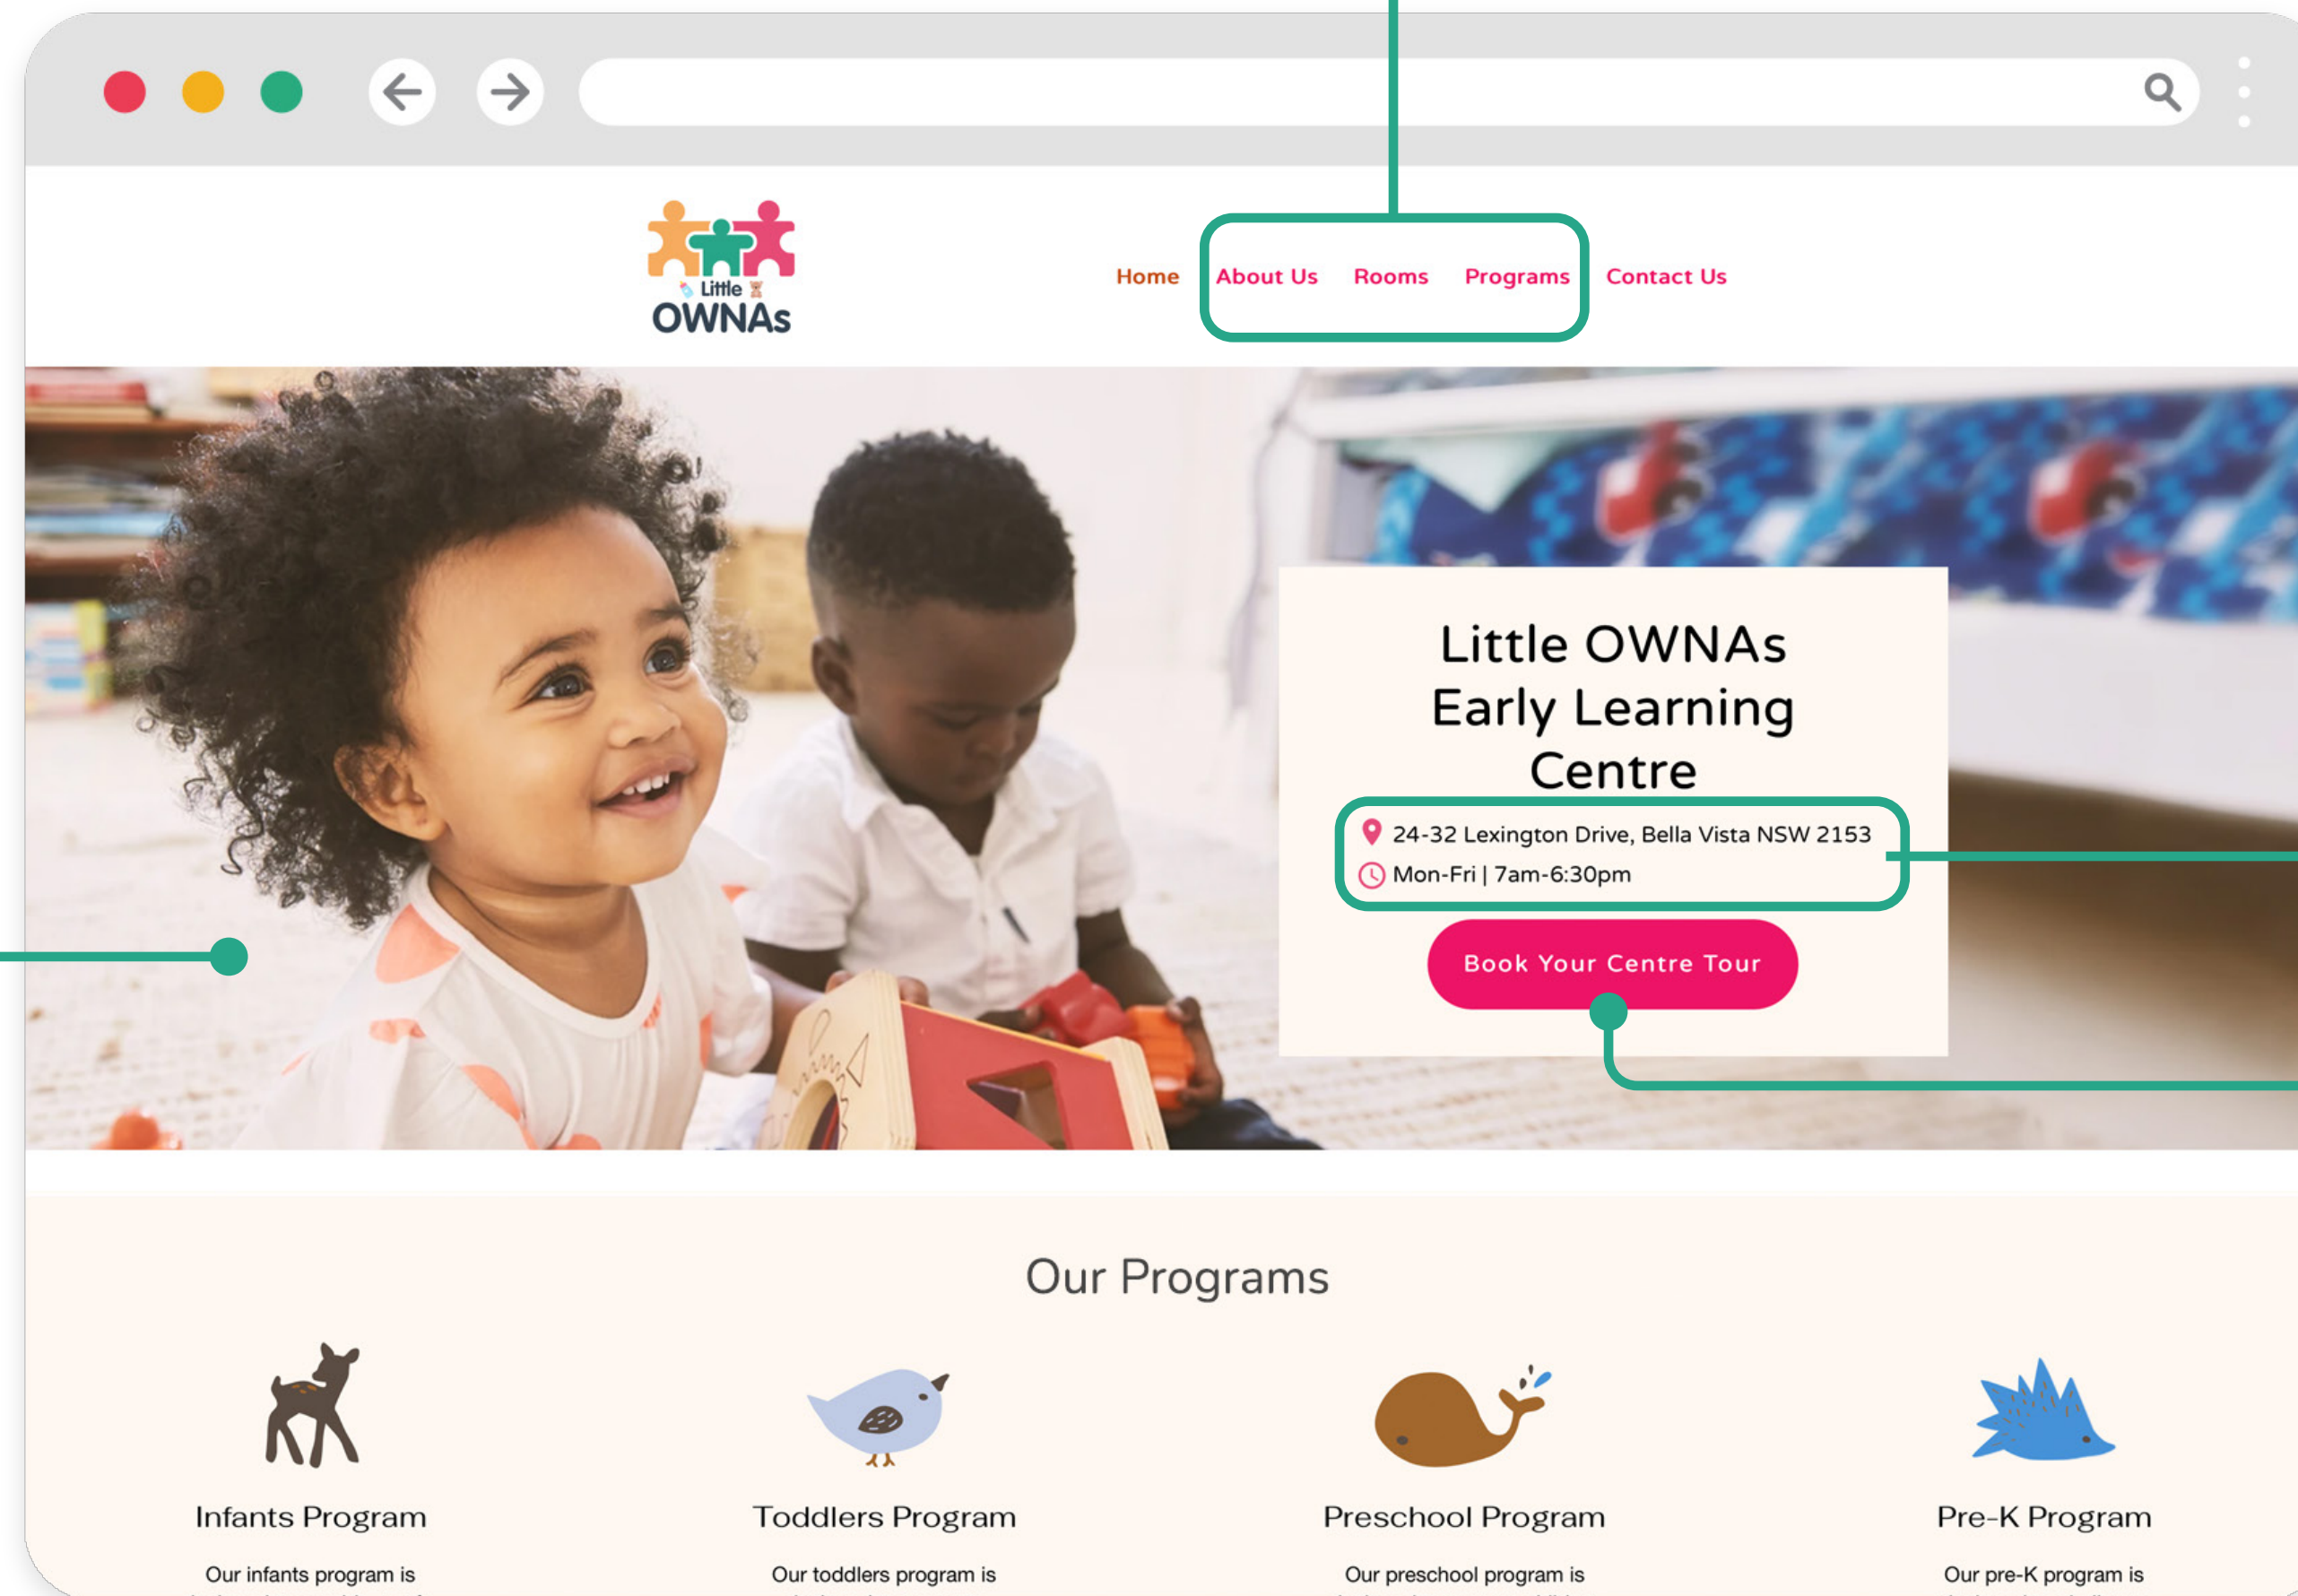 Little
OWNAs
Home About Us Rooms Programs Contact Us
Little OWNAs
Early Learning
Centre
24-32 Lexington Drive, Bella Vista NSW 2153
Mon-Fri | 7am-6:30pm
Book Your Centre Tour
Our Programs
Infants Program
Our infants program is
Toddlers Program
Our toddlers program is
Preschool Program
Our preschool program is
Pre-K Program
Our pre-K program is